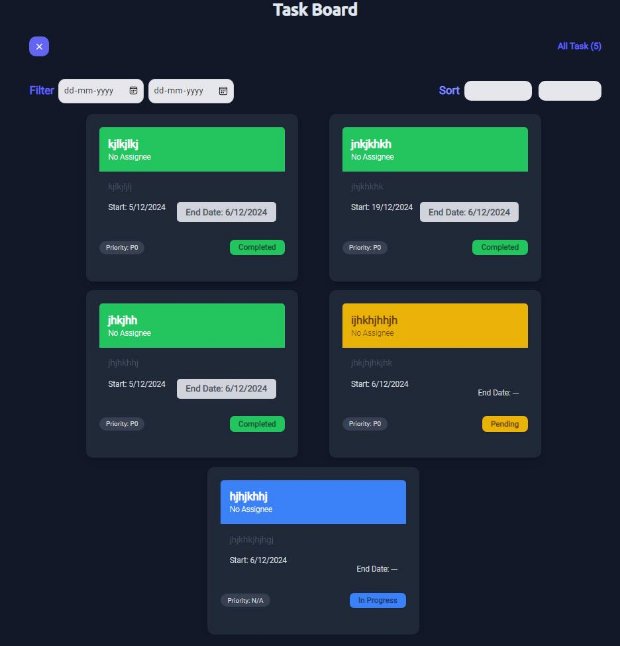 Task Board
All Task (5)
Filter dd-mm-yyyy dd-mm-yyyy Sort
kjlkjlkj
No Assignee
kjlkjljlj
Start: 5/12/2024 End Date: 6/12/2024
Priority: P0 Completed
jnkjkhkh
No Assignee
jhjkhkhk
Start: 19/12/2024 End Date: 6/12/2024
Priority: P0 Completed
jhkjhh
No Assignee
jhjhkhhj
Start: 5/12/2024 End Date: 6/12/2024
Priority: P0 Completed
ijhkhjhhjh
No Assignee
jkhjhjhkjhk
Start: 6/12/2024
End Date: ---
Priority: P0 Pending
hjhjkhhj
No Assignee
jhjkhkjhjhgj
Start: 6/12/2024
End Date: ---
Priority: N/A In Progress